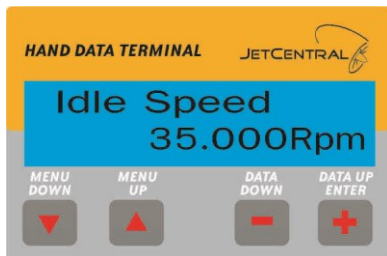 HAND DATA TERMINAL
JETCENTRAL
Idle Speed
35.000Rpm
MENU DOWN
MENU UP
DATA DOWN
DATA UP ENTER